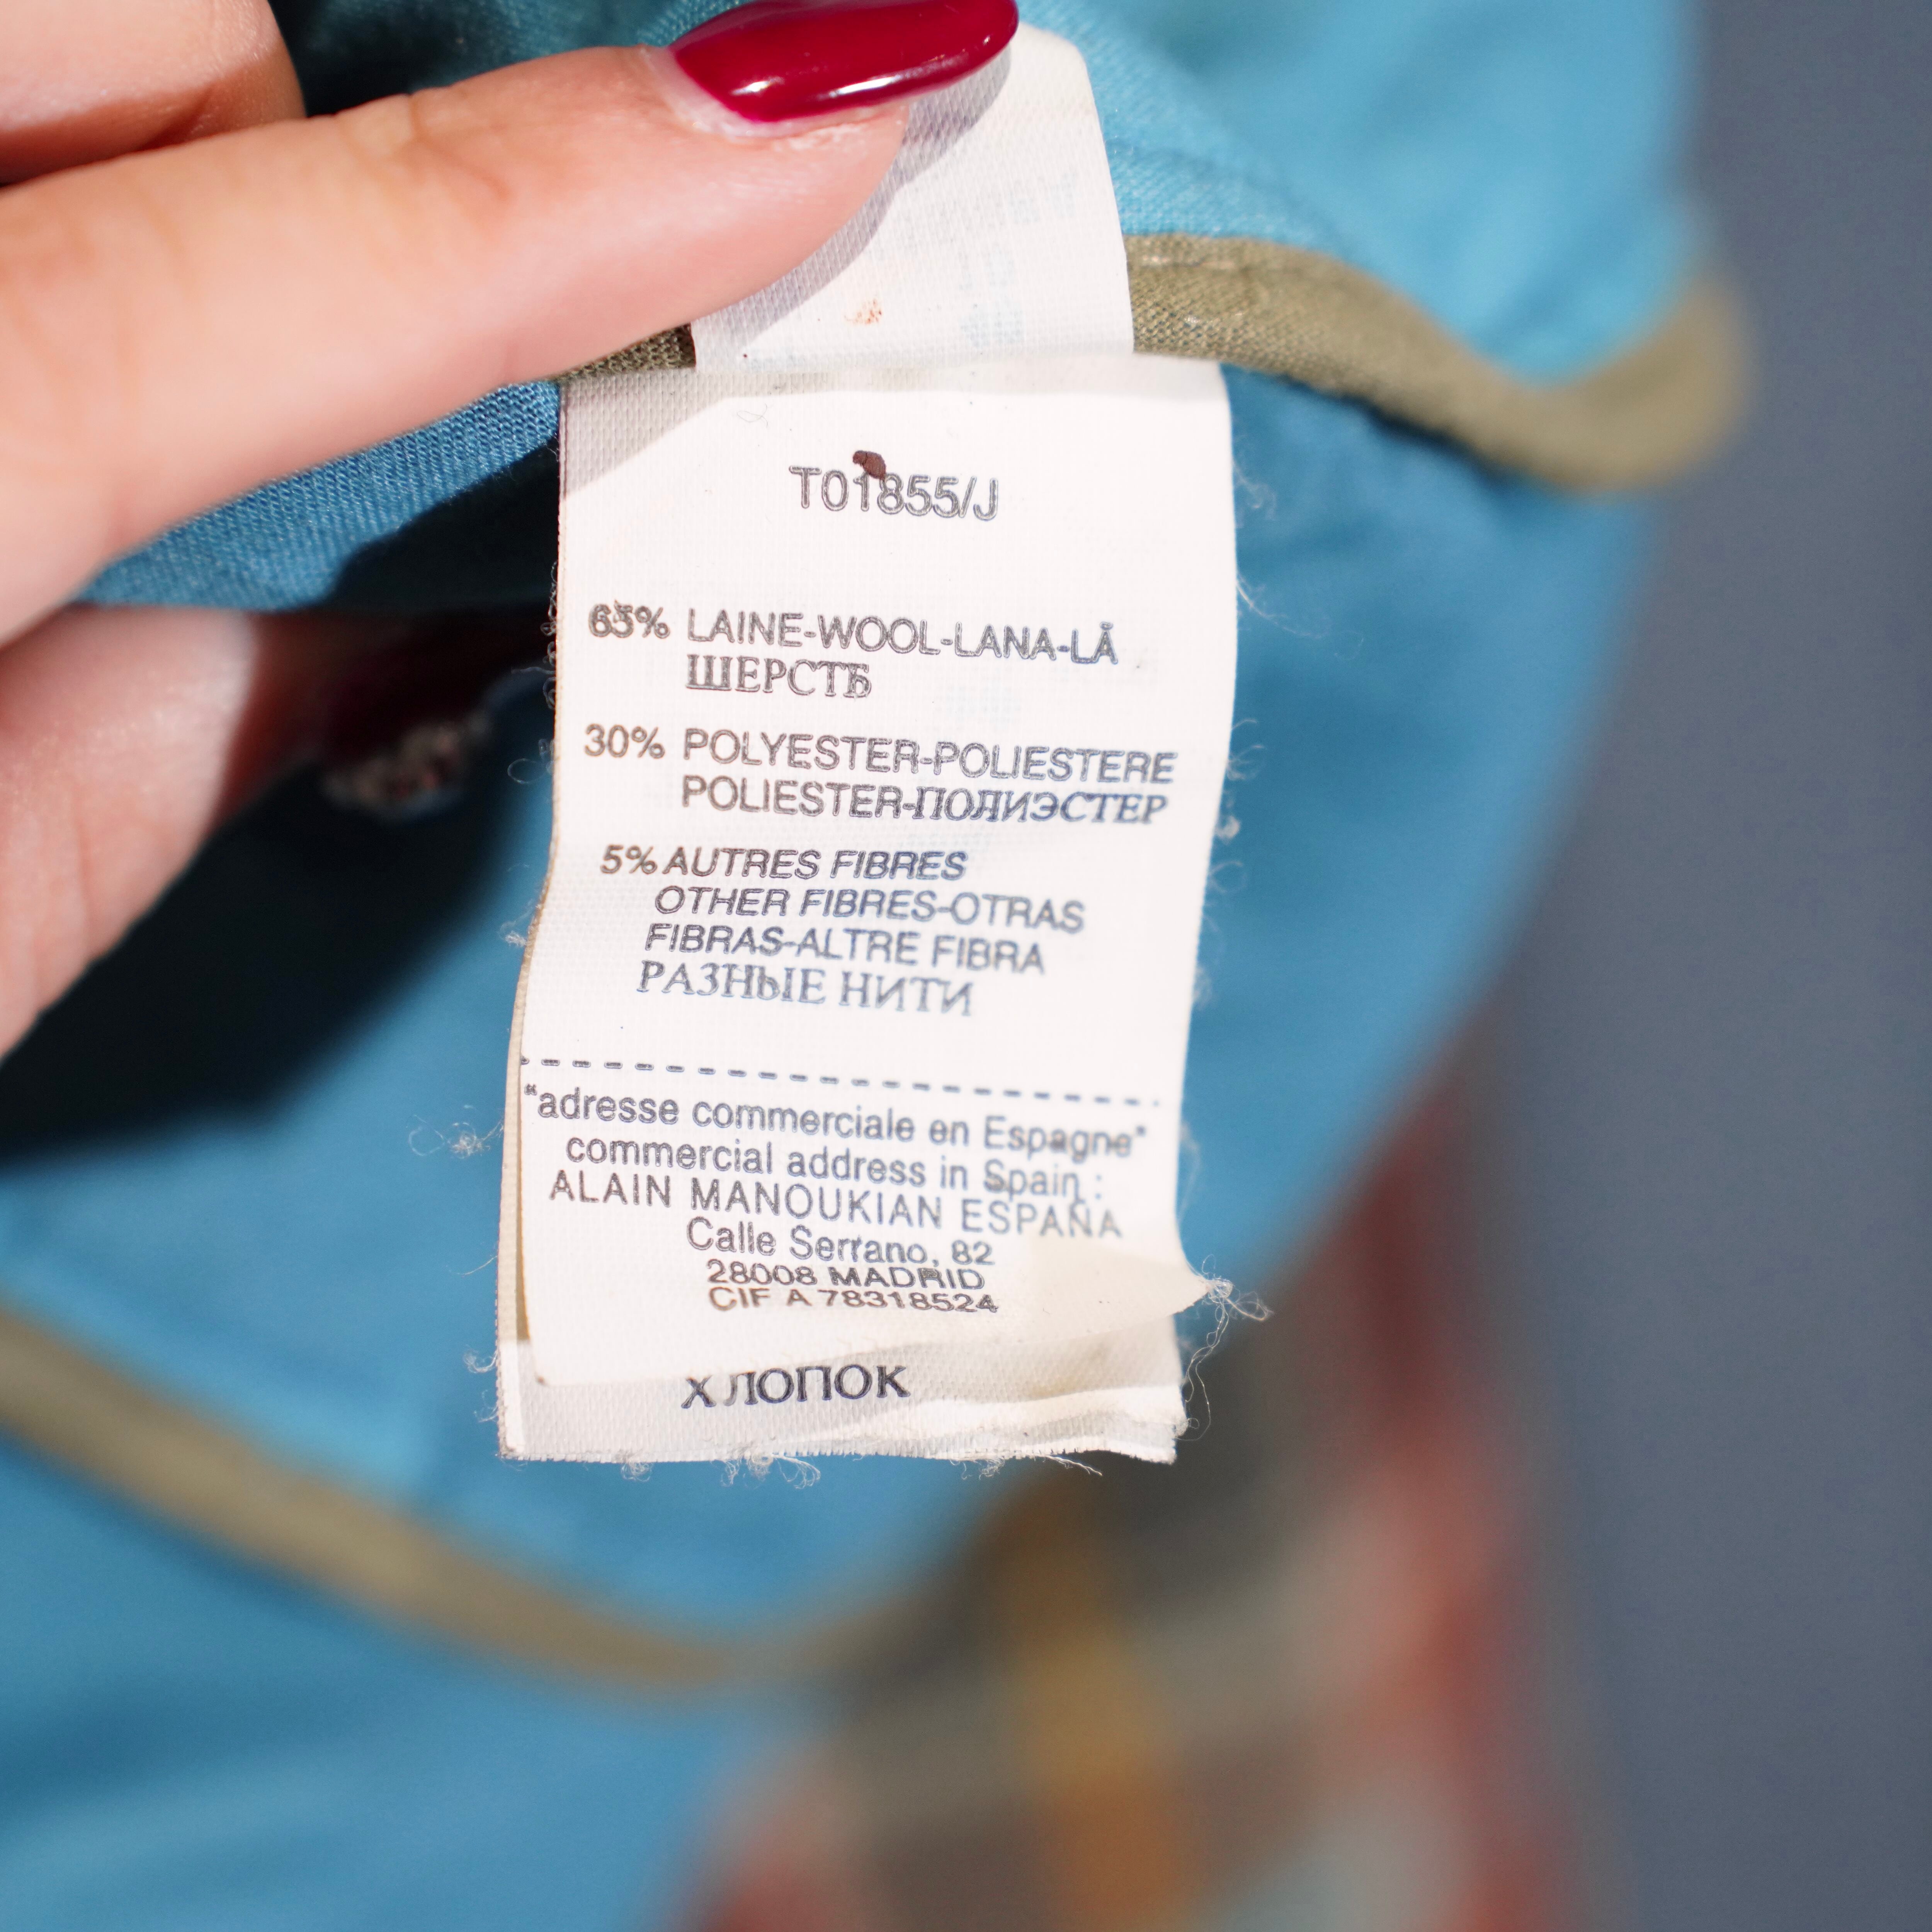 T01855/J
65% LAINE-WOOL-LANA-LÃ
ШЕРСТЬ
30% POLYESTER-POLIESTERE
POLIESTER-ПОЛИЭСТЕР
5% AUTRES FIBRES
OTHER FIBRES-OTRAS
FIBRAS-ALTRE FIBRA
РАЗНЫЕ НИТИ
"adresse commerciale en Espagne"
commercial address in Spain :
ALAIN MANOUKIAN ESPAÑA
Calle Serrano, 82
28008 MADRID
CIF A 78318524
ХЛОПОК